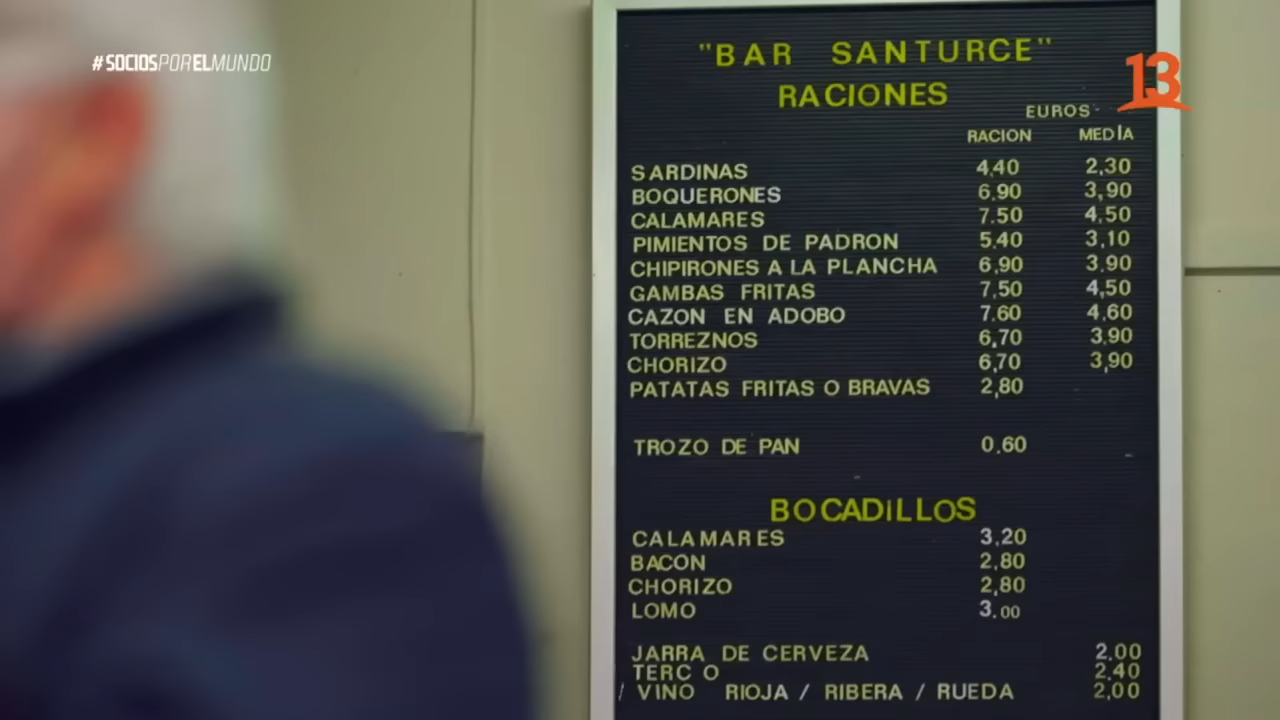 #SOCIOSPORELMUNDO
13
"BAR SANTURCE"
RACIONES
EUROS
RACION MEDÍA
SARDINAS 4,40 2,30
BOQUERONES 6,90 3,90
CALAMARES 7.50 4,50
PIMIENTOS DE PADRON 5,40 3,10
CHIPIRONES A LA PLANCHA 6,90 3.90
GAMBAS FRITAS 7,50 4,50
CAZON EN ADOBO 7.60 4,60
TORREZNOS 6,70 3,90
CHORIZO 6,70 3,90
PATATAS FRITAS O BRAVAS 2,80
TROZO DE PAN 0.60
BOCADiLLOS
CALAMARES 3,20
BACON 2,80
CHORIZO 2,80
LOMO 3.00
JARRA DE CERVEZA 2,00
TERC O 2,40
/ VINO RIOJA / RIBERA / RUEDA 2,00